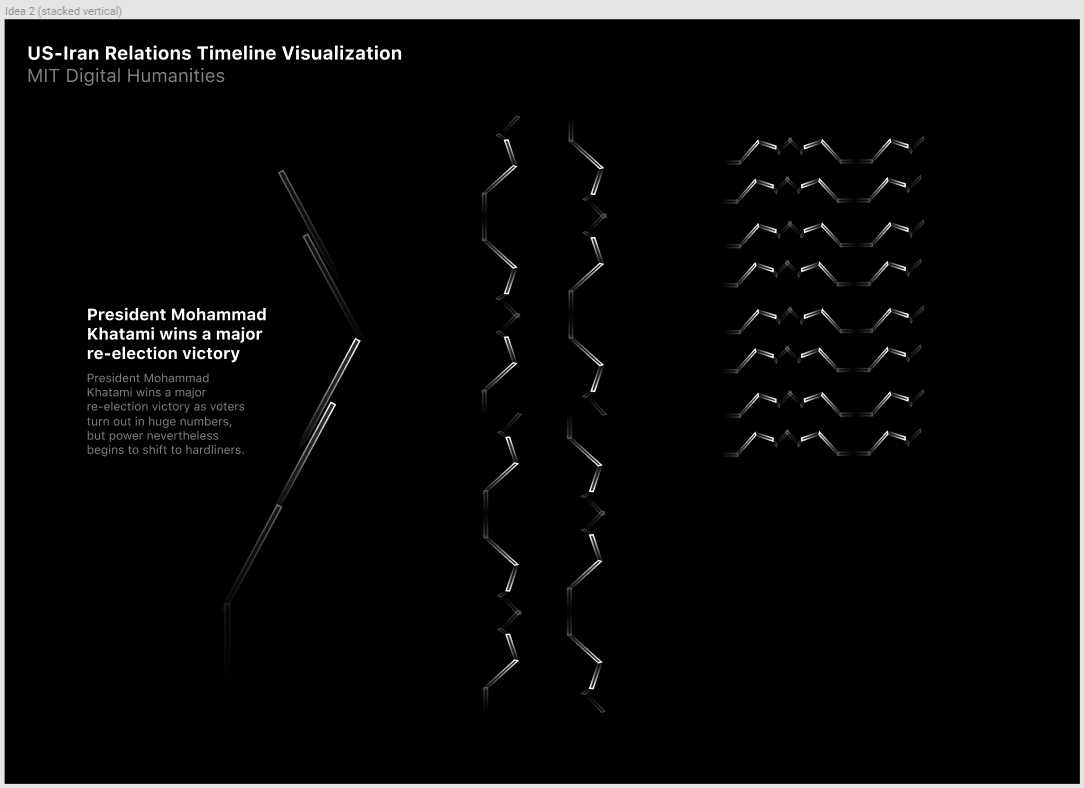 Idea 2 (stacked vertical)
US-Iran Relations Timeline Visualization
MIT Digital Humanities
President Mohammad
Khatami wins a major
re-election victory
President Mohammad
Khatami wins a major
re-election victory as voters
turn out in huge numbers,
but power nevertheless
begins to shift to hardliners.